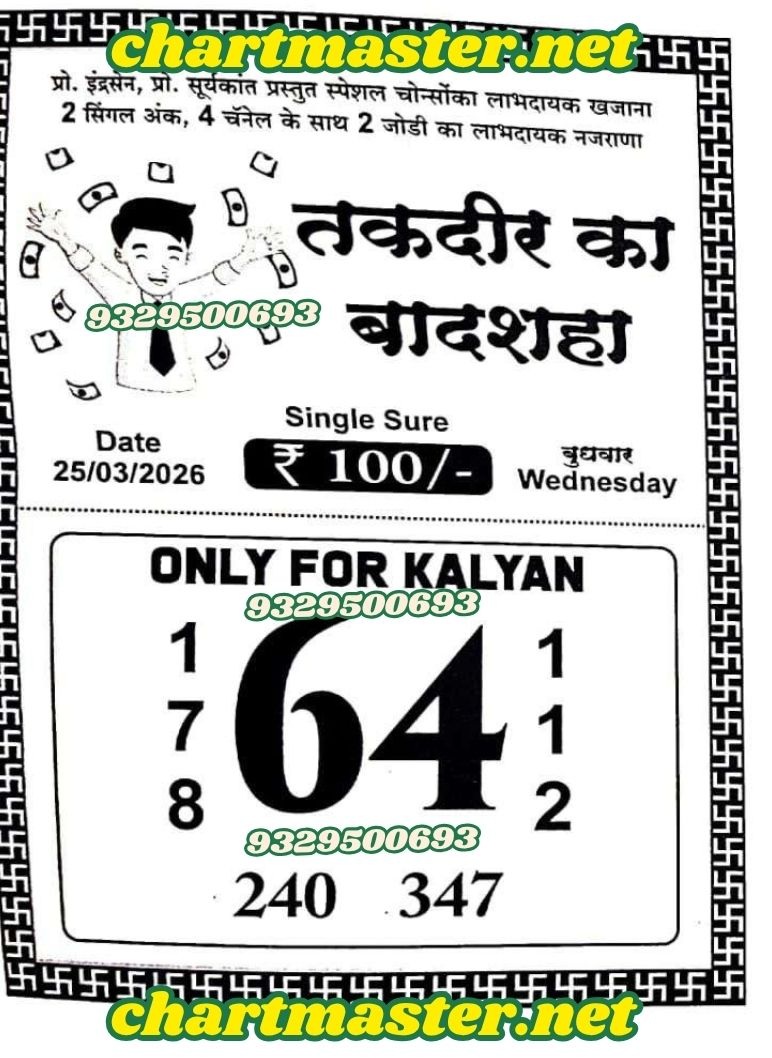 chartmaster.net
प्रो. इंद्रसेन, प्रो. सूर्यकांत प्रस्तुत स्पेशल चोन्सोंका लाभदायक खजाना
2 सिंगल अंक, 4 चॅनेल के साथ 2 जोडी का लाभदायक नजराणा
तकदीर का
बादशहा
9329500693
Single Sure
Date
25/03/2026
₹ 100/-
बुधवार
Wednesday
ONLY FOR KALYAN
9329500693
64
1
7
8
1
1
2
9329500693
240 347
chartmaster.net